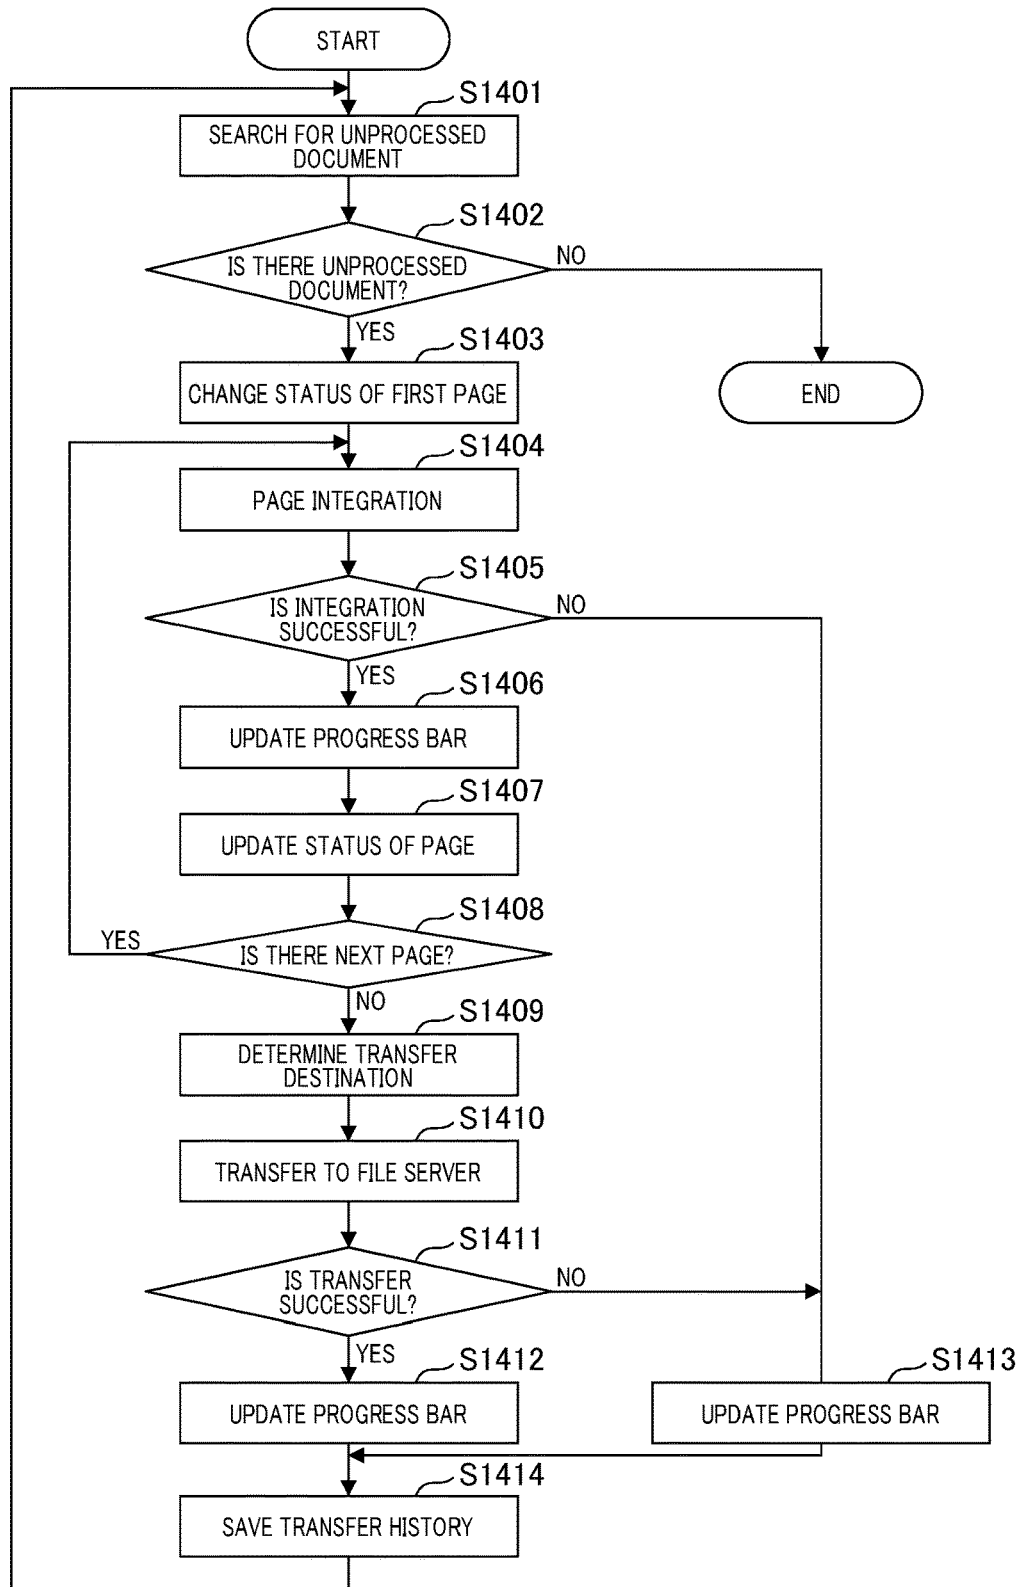 START
S1401
SEARCH FOR UNPROCESSED
DOCUMENT
S1402
IS THERE UNPROCESSED
DOCUMENT?
NO
YES
S1403
CHANGE STATUS OF FIRST PAGE
END
S1404
PAGE INTEGRATION
S1405
IS INTEGRATION
SUCCESSFUL?
NO
YES
S1406
UPDATE PROGRESS BAR
S1407
UPDATE STATUS OF PAGE
S1408
YES
IS THERE NEXT PAGE?
NO
S1409
DETERMINE TRANSFER
DESTINATION
S1410
TRANSFER TO FILE SERVER
S1411
IS TRANSFER
SUCCESSFUL?
NO
YES
S1412
UPDATE PROGRESS BAR
S1413
UPDATE PROGRESS BAR
S1414
SAVE TRANSFER HISTORY